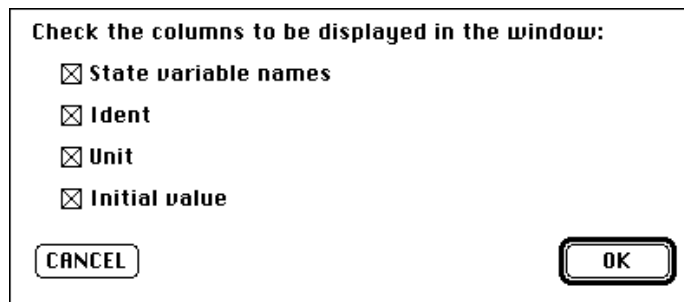 Check the columns to be displayed in the window:
State variable names
Ident
Unit
Initial value
CANCEL OK